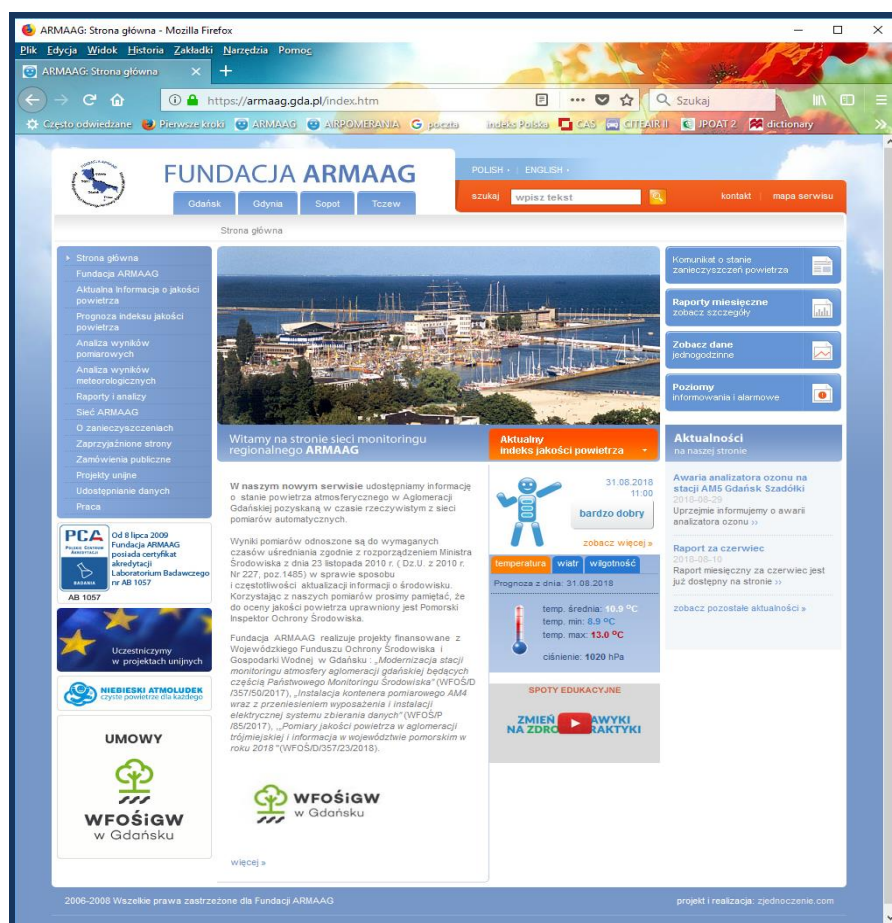 ARMAAG: Strona główna - Mozilla Firefox
Plik Edycja Widok Historia Zakładki Narzędzia Pomoc
ARMAAG: Strona główna
https://armaag.gda.pl/index.htm
Szukaj
Często odwiedzane Pierwsze kroki ARMAAG AIRPOMERANIA poczta indeks Polska CAS CITEAIR II JPOAT 2 dictionary
FUNDACJA ARMAAG
POLISH ENGLISH
Gdańsk Gdynia Sopot Tczew
szukaj wpisz tekst
kontakt mapa serwisu
Strona główna
Strona główna
Fundacja ARMAAG
Aktualna Informacja o jakości
powietrza
Prognoza indeksu jakości
powietrza
Analiza wyników
pomiarowych
Analiza wyników
meteorologicznych
Raporty i analizy
Sieć ARMAAG
O zanieczyszczeniach
Zaprzyjaźnione strony
Zamówienia publiczne
Projekty unijne
Udostępnianie danych
Praca
PCA
POLSKIE CENTRUM
AKREDYTACJI
BADANIA
AB 1057
Od 8 lipca 2009
Fundacja ARMAAG
posiada certyfikat
akredytacji
Laboratorium Badawczego
nr AB 1057
Uczestniczymy
w projektach unijnych
NIEBIESKI ATMOLUDEK
czyste powietrze dla każdego
UMOWY
WFOŚiGW
w Gdańsku
Witamy na stronie sieci monitoringu
regionalnego ARMAAG
W naszym nowym serwisie udostępniamy informację
o stanie powietrza atmosferycznego w Aglomeracji
Gdańskiej pozyskaną w czasie rzeczywistym z sieci
pomiarów automatycznych.
Wyniki pomiarów odnoszone są do wymaganych
czasów uśredniania zgodnie z rozporządzeniem Ministra
Środowiska z dnia 23 listopada 2010 r. ( Dz.U. z 2010 r.
Nr 227, poz.1485) w sprawie sposobu
i częstotliwości aktualizacji informacji o środowisku.
Korzystając z naszych pomiarów prosimy pamiętać, że
do oceny jakości powietrza uprawniony jest Pomorski
Inspektor Ochrony Środowiska.
Fundacja ARMAAG realizuje projekty finansowane z
Wojewódzkiego Funduszu Ochrony Środowiska i
Gospodarki Wodnej w Gdańsku : „Modernizacja stacji
monitoringu atmosfery aglomeracji gdańskiej będących
częścią Państwowego Monitoringu Środowiska" (WFOŚ/D
/357/50/2017), „Instalacja kontenera pomiarowego AM4
wraz z przeniesieniem wyposażenia i instalacji
elektrycznej systemu zbierania danych" (WFOŚ/P
/85/2017), „Pomiary jakości powietrza w aglomeracji
trójmiejskiej i informacja w województwie pomorskim w
roku 2018 "(WFOŚ/D/357/23/2018).
WFOŚiGW
w Gdańsku
więcej »
Aktualny
indeks jakości powietrza
31.08.2018
11:00
bardzo dobry
zobacz więcej »
temperatura wiatr wilgotność
Prognoza z dnia: 31.08.2018
temp. średnia: 10.9 °C
temp. min: 8.9 °C
temp. max: 13.0 °C
ciśnienie: 1020 hPa
SPOTY EDUKACYJNE
ZMIEŃ AWYKI
NA ZDRO RAKTYKI
Komunikat o stanie
zanieczyszczeń powietrza
Raporty miesięczne
zobacz szczegóły
Zobacz dane
jednogodzinne
Poziomy
informowania i alarmowe
Aktualności
na naszej stronie
Awaria analizatora ozonu na
stacji AM5 Gdańsk Szadółki
2018-08-29
Uprzejmie informujemy o awarii
analizatora ozonu »
Raport za czerwiec
2018-08-10
Raport miesięczny za czerwiec jest
już dostępny na stronie »
zobacz pozostałe aktualności »
2006-2008 Wszelkie prawa zastrzeżone dla Fundacji ARMAAG
projekt i realizacja: zjednoczenie.com